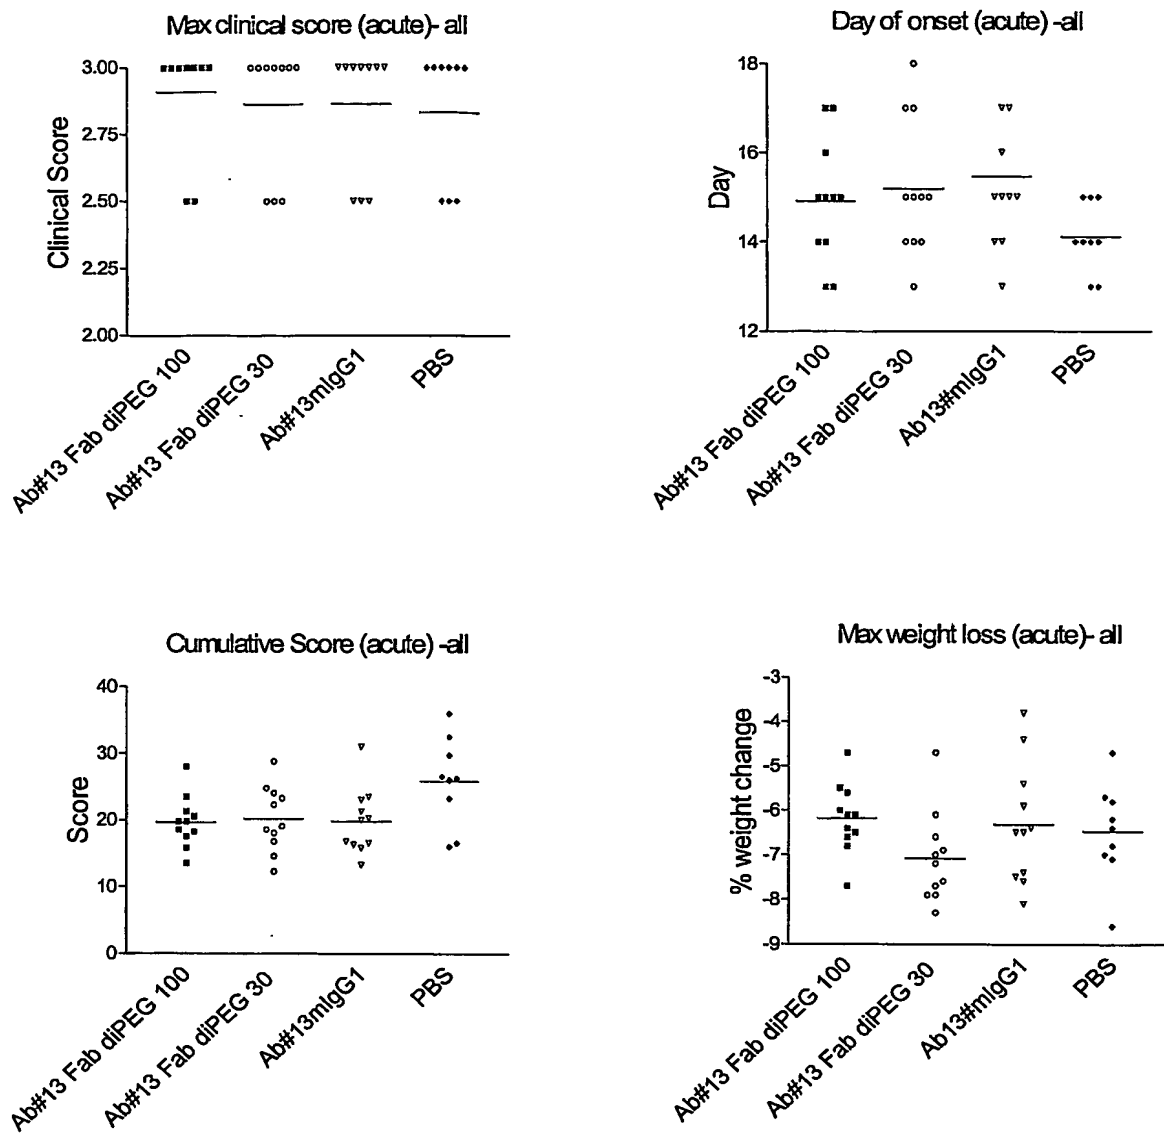 Max clinical score (acute)- all
Clinical Score
3.00
2.75
2.50
2.25
2.00
Ab#13 Fab diPEG 100
Ab#13 Fab diPEG 30
Ab#13mIgG1
PBS
Day of onset (acute) -all
Day
18
16
14
12
Ab#13 Fab diPEG 100
Ab#13 Fab diPEG 30
Ab13#mIgG1
PBS
Cumulative Score (acute) -all
Score
40
30
20
10
0
Ab#13 Fab diPEG 100
Ab#13 Fab diPEG 30
Ab#13mIgG1
PBS
Max weight loss (acute)- all
% weight change
-3
-4
-5
-6
-7
-8
-9
Ab#13 Fab diPEG 100
Ab#13 Fab diPEG 30
Ab13#mIgG1
PBS